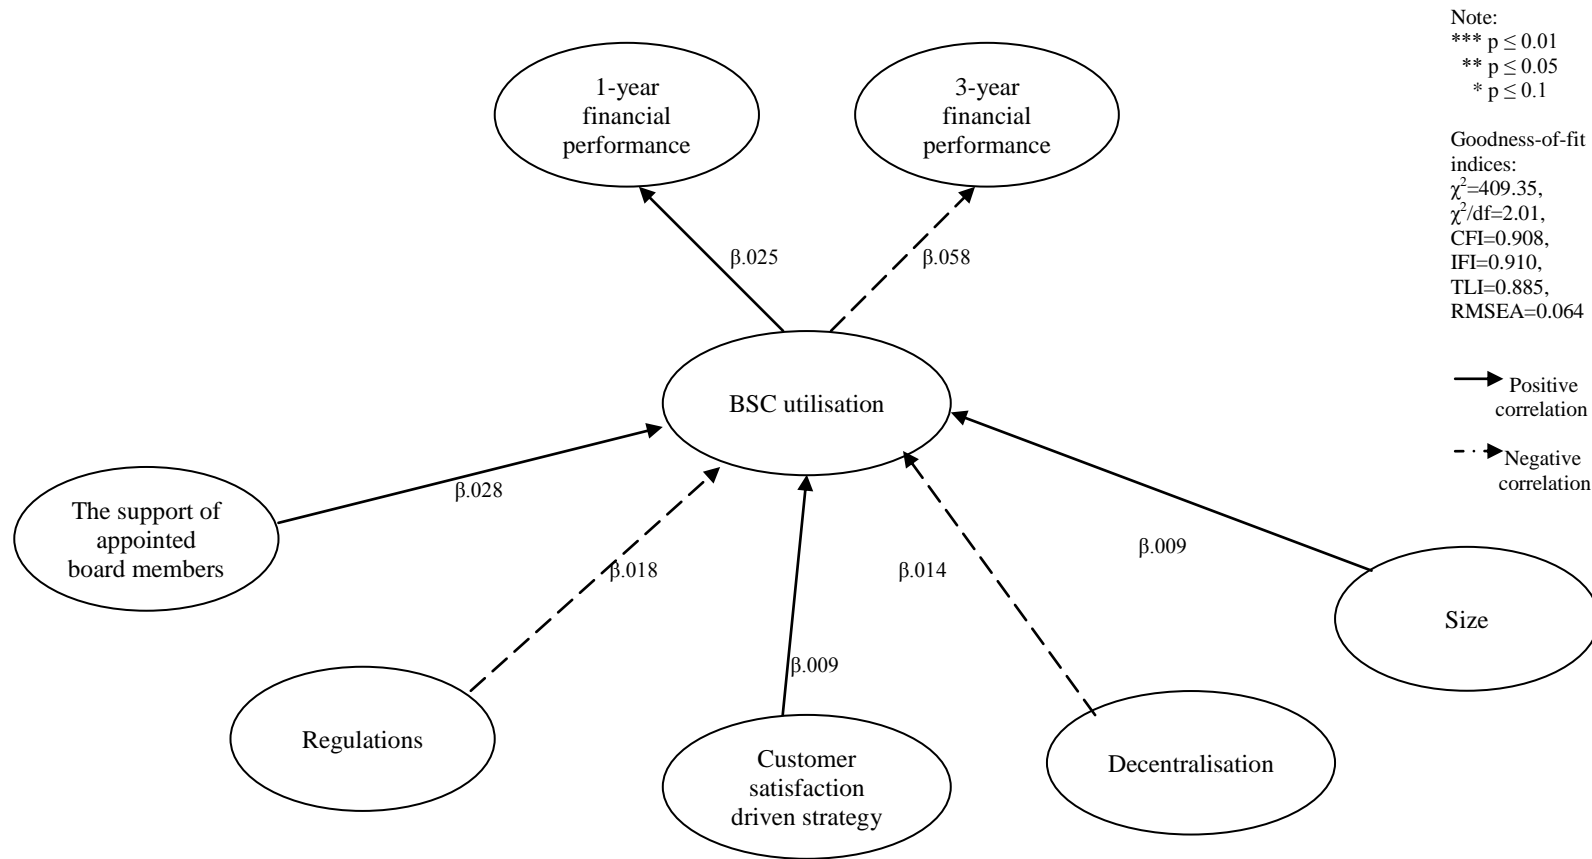 Note:
*** p ≤ 0.01
** p ≤ 0.05
* p ≤ 0.1
Goodness-of-fit
indices:
χ²=409.35,
χ²/df=2.01,
CFI=0.908,
IFI=0.910,
TLI=0.885,
RMSEA=0.064
Positive
correlation
Negative
correlation
1-year
financial
performance
3-year
financial
performance
β.025
β.058
BSC utilisation
β.028
β.018
β.009
β.014
β.009
The support of
appointed
board members
Regulations
Customer
satisfaction
driven strategy
Decentralisation
Size